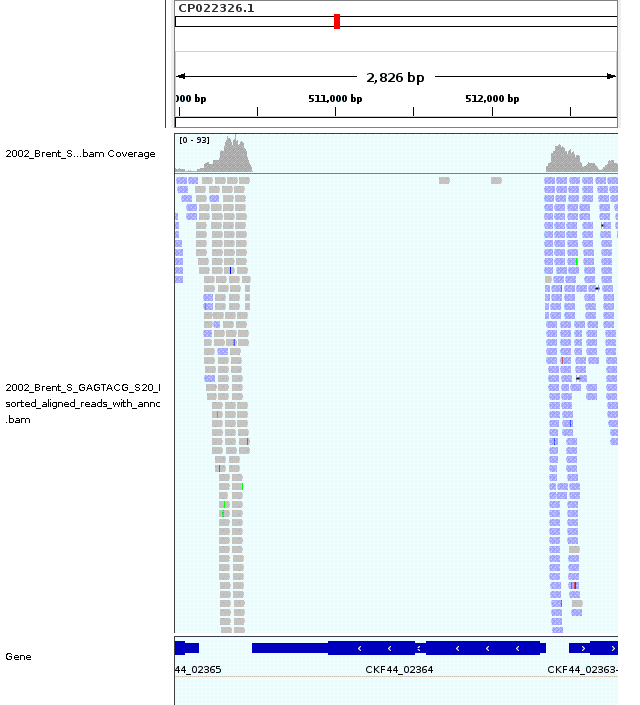 CP022326.1
2,826 bp
000 bp
511,000 bp
512,000 bp
[0 - 93]
2002_Brent_S...bam Coverage
2002_Brent_S_GAGTACG_S20_l
sorted_aligned_reads_with_annc
.bam
Gene
44_02365
CKF44_02364
CKF44_02363-